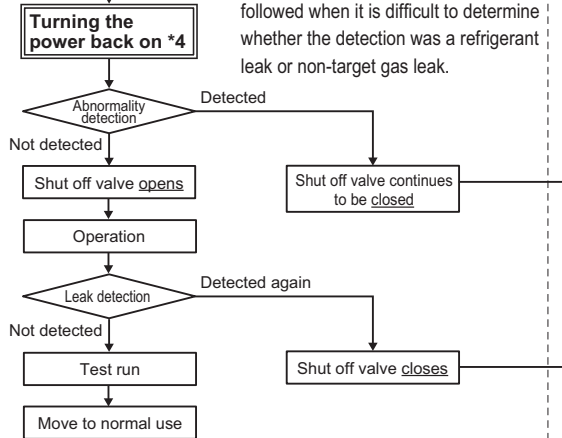 followed when it is difficult to determine
whether the detection was a refrigerant
leak or non-target gas leak.
Turning the
power back on *4
Abnormality
detection
Detected
Not detected
Shut off valve opens
Shut off valve continues
to be closed
Operation
Leak detection
Detected again
Not detected
Test run
Shut off valve closes
Move to normal use